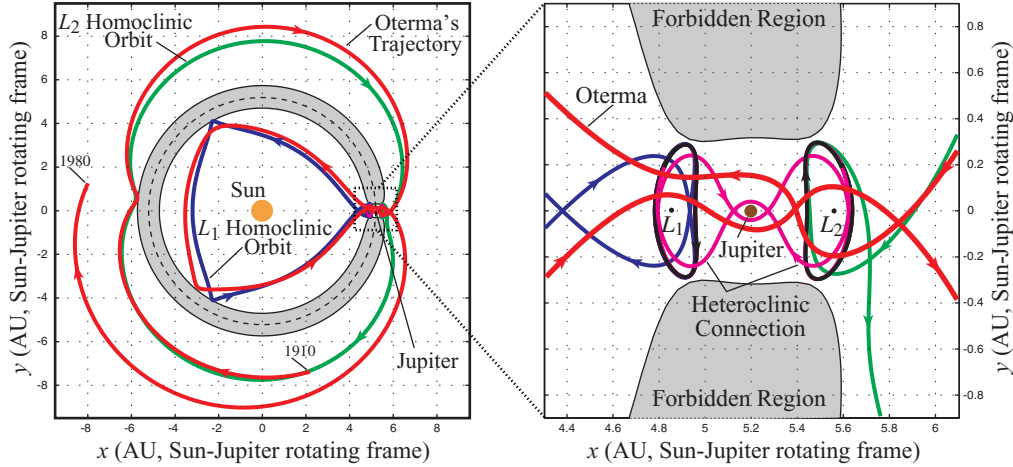 L₂ Homoclinic
Orbit
Oterma's
Trajectory
1980
Sun
L₁ Homoclinic
Orbit
1910
Jupiter
8
6
4
2
0
-2
-4
-6
-8
-8 -6 -4 -2 0 2 4 6 8
y (AU, Sun-Jupiter rotating frame)
x (AU, Sun-Jupiter rotating frame)
Forbidden Region
Oterma
L₁
Jupiter
L₂
Heteroclinic
Connection
Forbidden Region
0.8
0.6
0.4
0.2
0
-0.2
-0.4
-0.6
-0.8
4.4 4.6 4.8 5 5.2 5.4 5.6 5.8 6
y (AU, Sun-Jupiter rotating frame)
x (AU, Sun-Jupiter rotating frame)